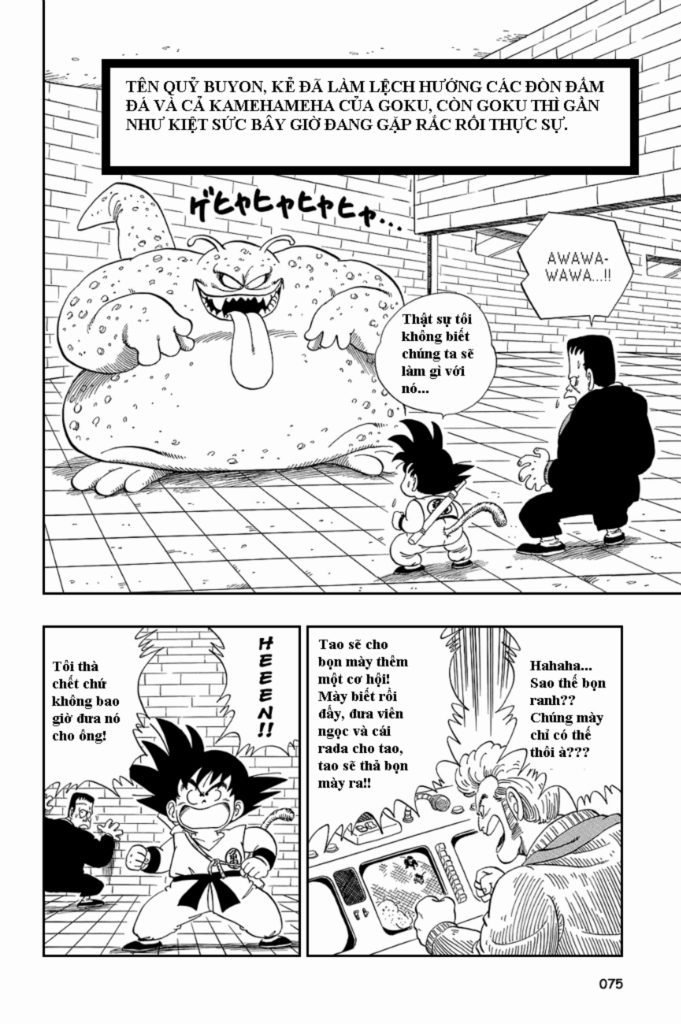 TÊN QUỶ BUYON, KẺ ĐÃ LÀM LỆCH HƯỚNG CÁC ĐÒN ĐẤM
ĐÁ VÀ CẢ KAMEHAMEHA CỦA GOKU, CÒN GOKU THÌ GẦN
NHƯ KIỆT SỨC BÂY GIỜ ĐANG GẶP RẮC RỐI THỰC SỰ.
ゲヒャヒャヒャヒャ...
AWAWA-
WAWA...!!
Thật sự tôi
không biết
chúng ta sẽ
làm gì với
nó...
Tôi thà
chết chứ
không bao
giờ đưa nó
cho ông!
HEEEN!!
Tao sẽ cho
bọn mày thêm
một cơ hội!
Mày biết rồi
đấy, đưa viên
ngọc và cái
rada cho tao,
tao sẽ thả bọn
mày ra!!
Hahaha...
Sao thế bọn
ranh??
Chúng mày
chỉ có thế
thôi à???
075